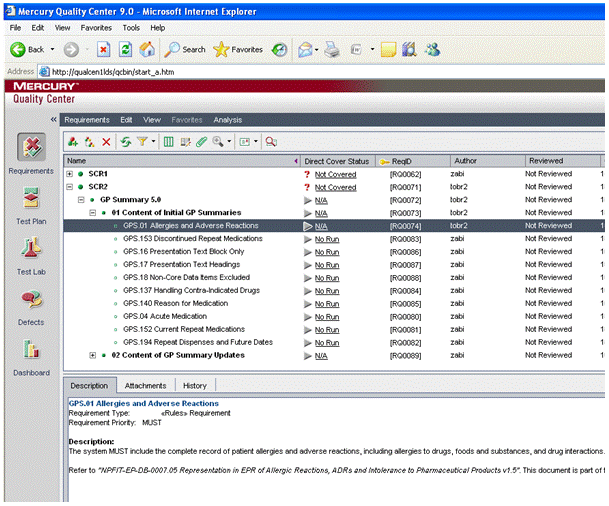 Mercury Quality Center 9.0 - Microsoft Internet Explorer
File Edit View Favorites Tools Help
Back Search Favorites
Address http://qualcen1lds/qcbin/start_a.htm
MERCURY™
Quality Center
Requirements Edit View Favorites Analysis
Name Direct Cover Status ReqID Author Reviewed
SCR1 ? Not Covered [RQ0062] zabi Not Reviewed
SCR2 ? Not Covered [RQ0071] tobr2 Not Reviewed
GP Summary 5.0 N/A [RQ0072] tobr2 Not Reviewed
01 Content of Initial GP Summaries N/A [RQ0073] tobr2 Not Reviewed
GPS.01 Allergies and Adverse Reactions N/A [RQ0074] tobr2 Not Reviewed
GPS.153 Discontinued Repeat Medications No Run [RQ0083] zabi Not Reviewed
GPS.16 Presentation Text Block Only No Run [RQ0086] zabi Not Reviewed
GPS.17 Presentation Text Headings No Run [RQ0087] zabi Not Reviewed
GPS.18 Non-Core Data Items Excluded No Run [RQ0088] zabi Not Reviewed
GPS.137 Handling Contra-Indicated Drugs No Run [RQ0084] zabi Not Reviewed
GPS.140 Reason for Medication No Run [RQ0085] zabi Not Reviewed
GPS.04 Acute Medication No Run [RQ0080] zabi Not Reviewed
GPS.152 Current Repeat Medications No Run [RQ0081] zabi Not Reviewed
GPS.194 Repeat Dispenses and Future Dates No Run [RQ0082] zabi Not Reviewed
02 Content of GP Summary Updates N/A [RQ0089] zabi Not Reviewed
Requirements
Test Plan
Test Lab
Defects
Dashboard
Description Attachments History
GPS.01 Allergies and Adverse Reactions
Requirement Type: «Rules» Requirement
Requirement Priority: MUST
Description:
The system MUST include the complete record of patient allergies and adverse reactions, including allergies to drugs, foods and substances, and drug interactions.
Refer to "NPFIT-EP-DB-0007.05 Representation in EPR of Allergic Reactions, ADRs and Intolerance to Pharmaceutical Products v1.5". This document is part of